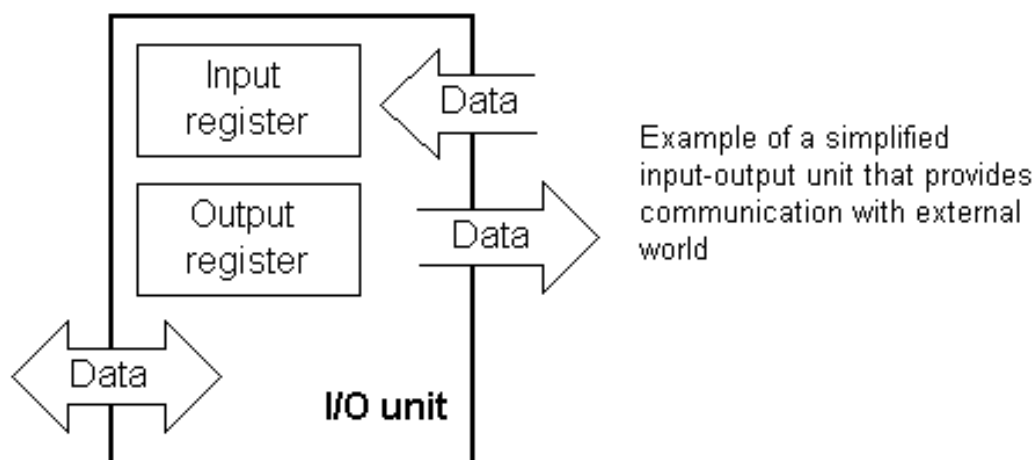 Input
register
Data
Output
register
Data
Data
I/O unit
Example of a simplified
input-output unit that provides
communication with external
world